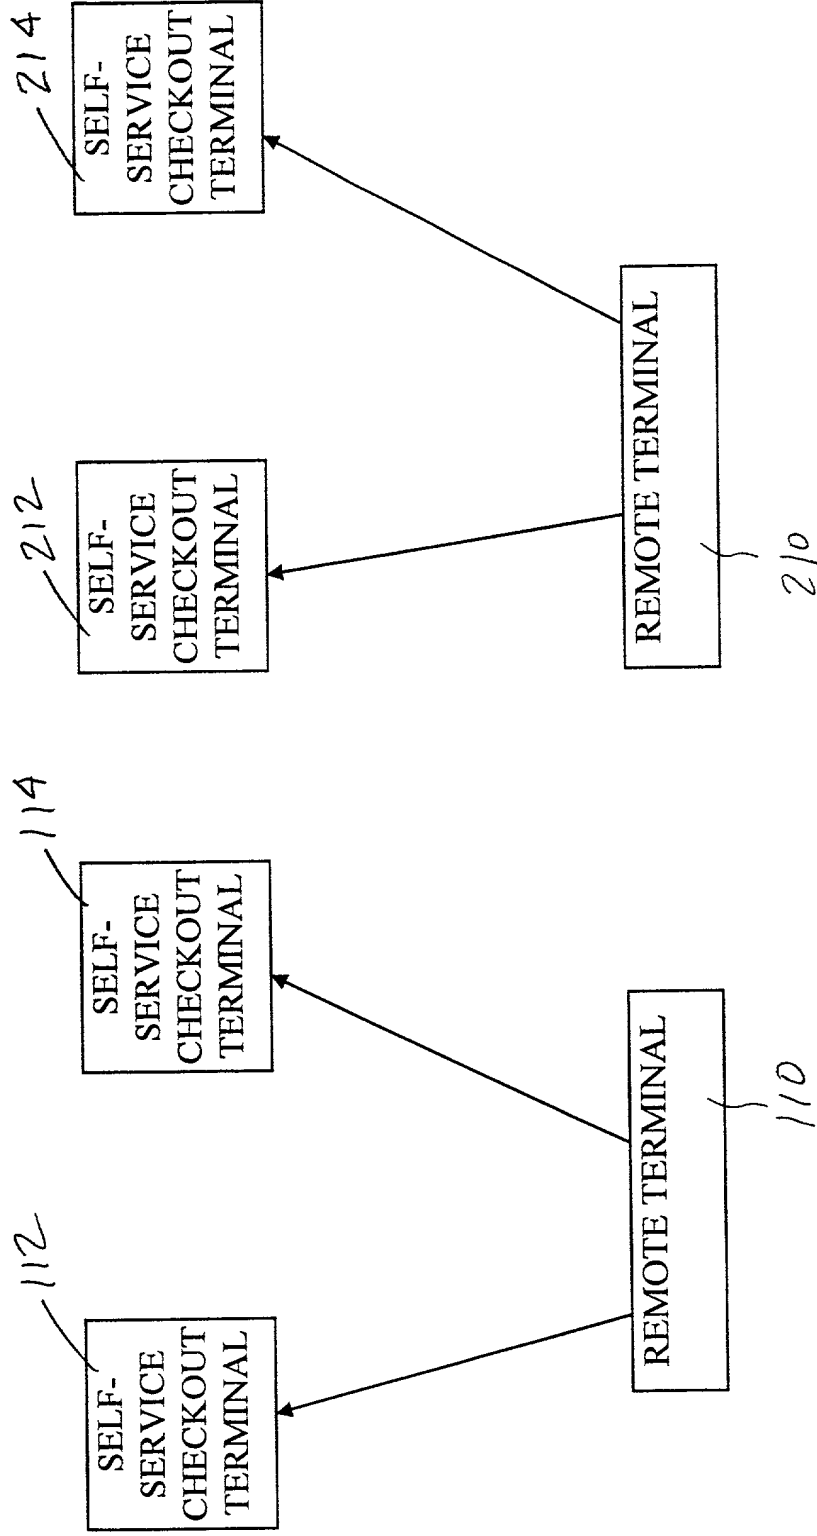 112
SELF-
SERVICE
CHECKOUT
TERMINAL
114
SELF-
SERVICE
CHECKOUT
TERMINAL
212
SELF-
SERVICE
CHECKOUT
TERMINAL
214
SELF-
SERVICE
CHECKOUT
TERMINAL
REMOTE TERMINAL
110
REMOTE TERMINAL
210